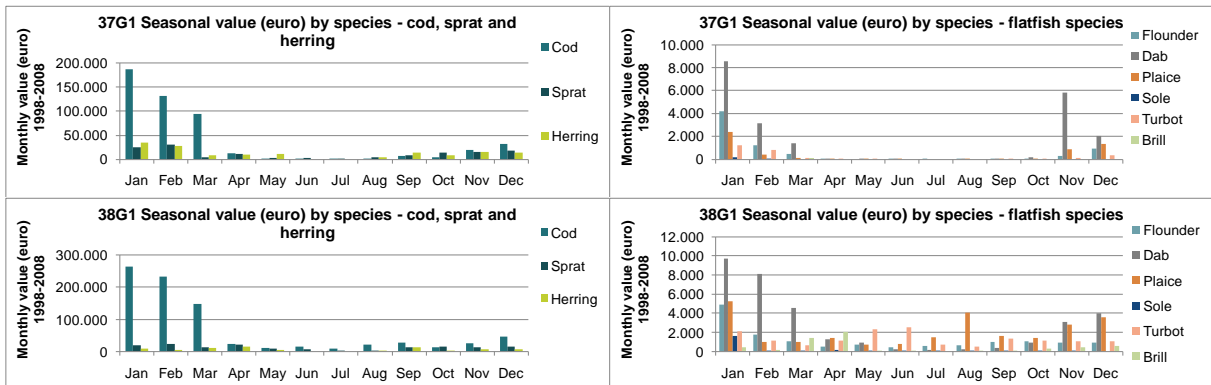 37G1 Seasonal value (euro) by species - cod, sprat and
herring
Monthly value (euro)
1998-2008
200.000
150.000
100.000
50.000
0
Jan Feb Mar Apr May Jun Jul Aug Sep Oct Nov Dec
Cod
Sprat
Herring
37G1 Seasonal value (euro) by species - flatfish species
Monthly value (euro)
1998-2008
10.000
8.000
6.000
4.000
2.000
0
Jan Feb Mar Apr May Jun Jul Aug Sep Oct Nov Dec
Flounder
Dab
Plaice
Sole
Turbot
Brill
38G1 Seasonal value (euro) by species - cod, sprat and
herring
Monthly value (euro)
1998-2008
300.000
200.000
100.000
0
Jan Feb Mar Apr May Jun Jul Aug Sep Oct Nov Dec
Cod
Sprat
Herring
38G1 Seasonal value (euro) by species - flatfish species
Monthly value (euro)
1998-2008
12.000
10.000
8.000
6.000
4.000
2.000
0
Jan Feb Mar Apr May Jun Jul Aug Sep Oct Nov Dec
Flounder
Dab
Plaice
Sole
Turbot
Brill